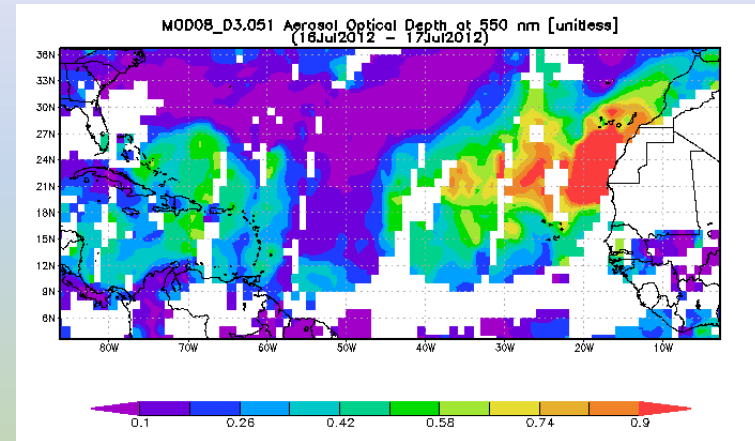 MOD08_D3.051 Aerosol Optical Depth at 550 nm [unitless]
(16Jul2012 - 17Jul2012)
36N
33N
30N
27N
24N
21N
18N
15N
12N
9N
6N
80W 70W 60W 50W 40W 30W 20W 10W
0.1 0.26 0.42 0.58 0.74 0.9